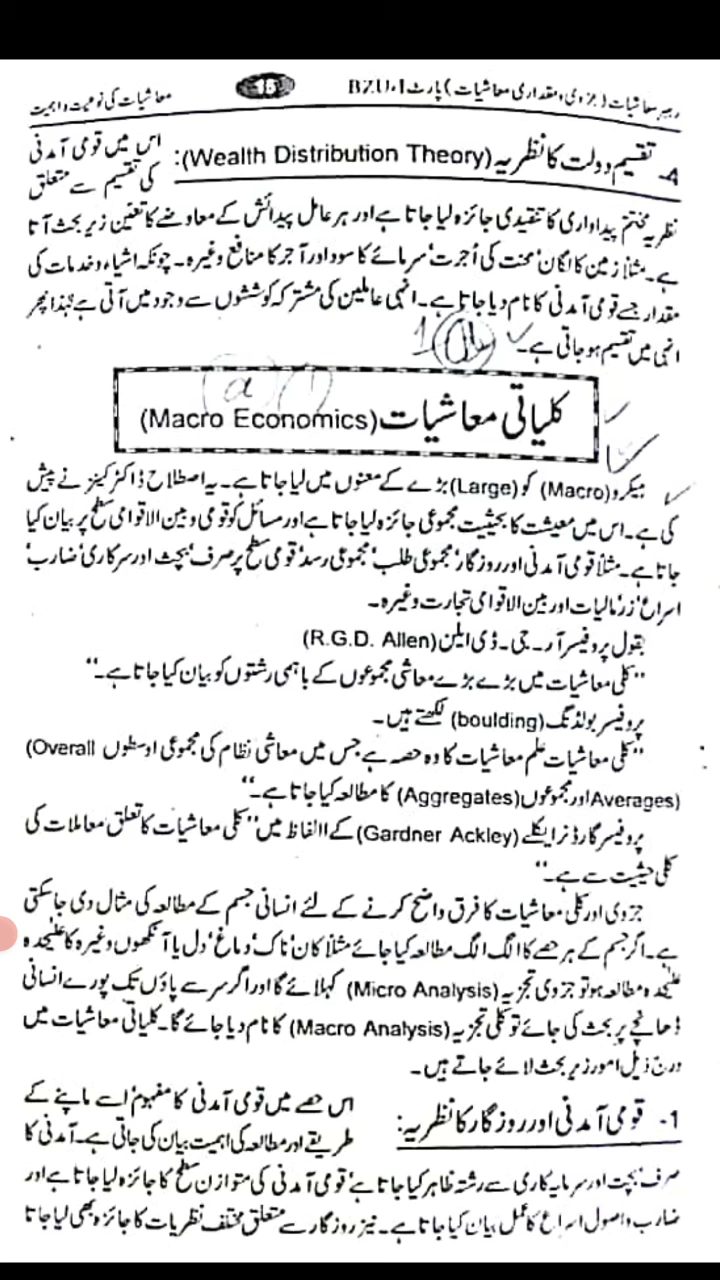 رہبر معاشیات (جزوی و مقداری معاشیات) پارٹ BZU-I
15
معاشیات کی نوعیت و اہمیت
4- تقسیم دولت کا نظریہ (Wealth Distribution Theory): اس میں قومی آمدنی
کی تقسیم سے متعلق
نظریہ مختتم پیداواری کا تنقیدی جائزہ لیا جاتا ہے اور ہر عامل پیدائش کے معاوضے کا تعین زیر بحث آتا
ہے۔ مثلاً زمین کا لگان' محنت کی اُجرت' سرمائے کا سود اور آجر کا منافع وغیرہ۔ چونکہ اشیاء و خدمات کی
مقدار جسے قومی آمدنی کا نام دیا جاتا ہے۔ انہی عاملین کی مشترکہ کوششوں سے وجود میں آتی ہے لہٰذا پھر
انہی میں تقسیم ہو جاتی ہے۔
a 1
کلیاتی معاشیات (Macro Economics)
میکرو (Macro) کو (Large) بڑے کے معنوں میں لیا جاتا ہے۔ یہ اصطلاح ڈاکٹر کینز نے پیش
کی ہے۔ اس میں معیشت کا بحیثیت مجموعی جائزہ لیا جاتا ہے اور مسائل کو قومی و بین الاقوامی سطح پر بیان کیا
جاتا ہے۔ مثلاً قومی آمدنی اور روزگار' مجموعی طلب' مجموعی رسد' قومی سطح پر صرف' بچت اور سرکاری' ضارب'
اسراع' زر' مالیات اور بین الاقوامی تجارت وغیرہ۔
بقول پروفیسر آر۔ جی۔ ڈی ایلن (R.G.D. Allen)
"کلی معاشیات میں بڑے بڑے معاشی مجموعوں کے باہمی رشتوں کو بیان کیا جاتا ہے۔"
پروفیسر بولڈنگ (boulding) لکھتے ہیں۔
"کلی معاشیات علم معاشیات کا وہ حصہ ہے جس میں معاشی نظام کی مجموعی اوسطوں (Overall
Averages) اور مجموعوں (Aggregates) کا مطالعہ کیا جاتا ہے۔"
پروفیسر گارڈنر ایکلے (Gardner Ackley) کے الفاظ میں "کلی معاشیات کا تعلق معاملات کی
کلی حیثیت سے ہے۔"
جزوی اور کلی معاشیات کا فرق واضح کرنے کے لئے انسانی جسم کے مطالعہ کی مثال دی جا سکتی
ہے۔ اگر جسم کے ہر حصے کا الگ الگ مطالعہ کیا جائے مثلاً کان' ناک' دماغ' دل یا آنکھوں وغیرہ کا علیٰحدہ
علیٰحدہ مطالعہ ہو تو جزوی تجزیہ (Micro Analysis) کہلائے گا اور اگر سر سے پاؤں تک پورے انسانی
ڈھانچے پر بحث کی جائے تو کلی تجزیہ (Macro Analysis) کا نام دیا جائے گا۔ کلیاتی معاشیات میں
درج ذیل امور زیر بحث لائے جاتے ہیں۔
1- قومی آمدنی اور روزگار کا نظریہ: اس حصے میں قومی آمدنی کا مفہوم' اسے ماپنے کے
طریقے اور مطالعہ کی اہمیت بیان کی جاتی ہے۔ آمدنی کا
صرف' بچت اور سرمایہ کاری سے رشتہ ظاہر کیا جاتا ہے' قومی آمدنی کی متوازن سطح کا جائزہ لیا جاتا ہے اور
ضارب و اصول اسراع کا عمل بیان کیا جاتا ہے۔ نیز روزگار سے متعلق مختلف نظریات کا جائزہ بھی لیا جاتا